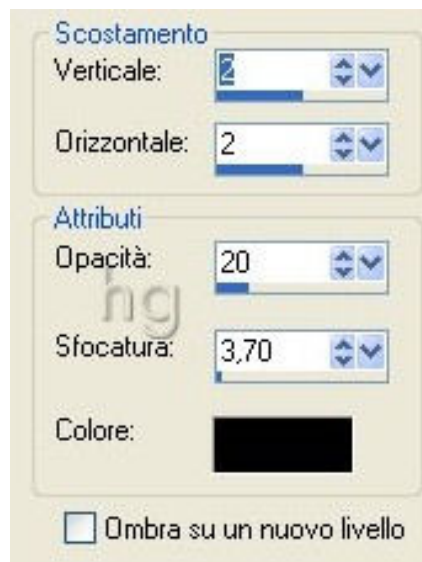 Scostamento
Verticale: 2
Orizzontale: 2
Attributi
Opacità: 20
hg
Sfocatura: 3,70
Colore:
Ombra su un nuovo livello